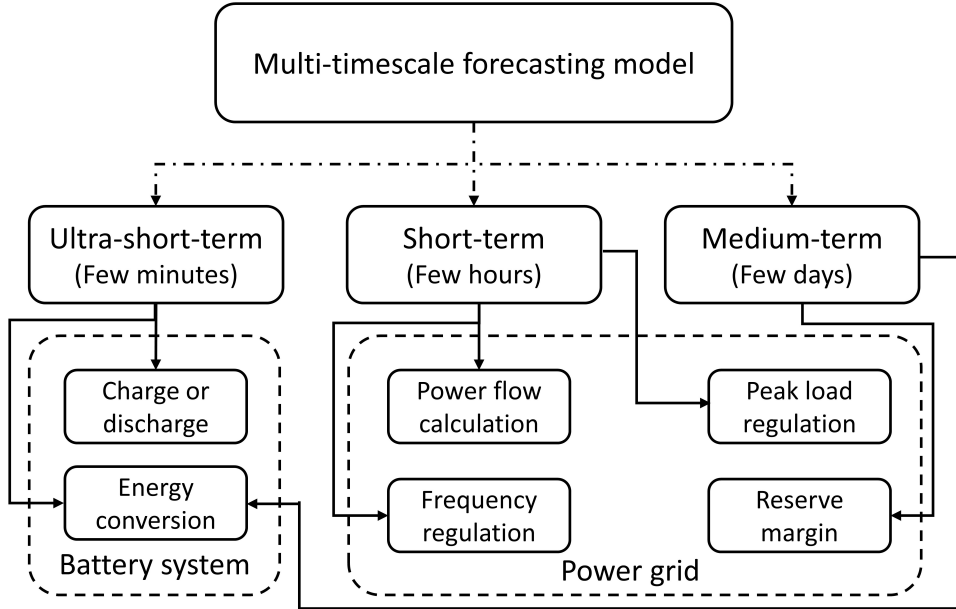 Multi-timescale forecasting model
Ultra-short-term
(Few minutes)
Short-term
(Few hours)
Medium-term
(Few days)
Charge or
discharge
Energy
conversion
Battery system
Power flow
calculation
Peak load
regulation
Frequency
regulation
Reserve
margin
Power grid